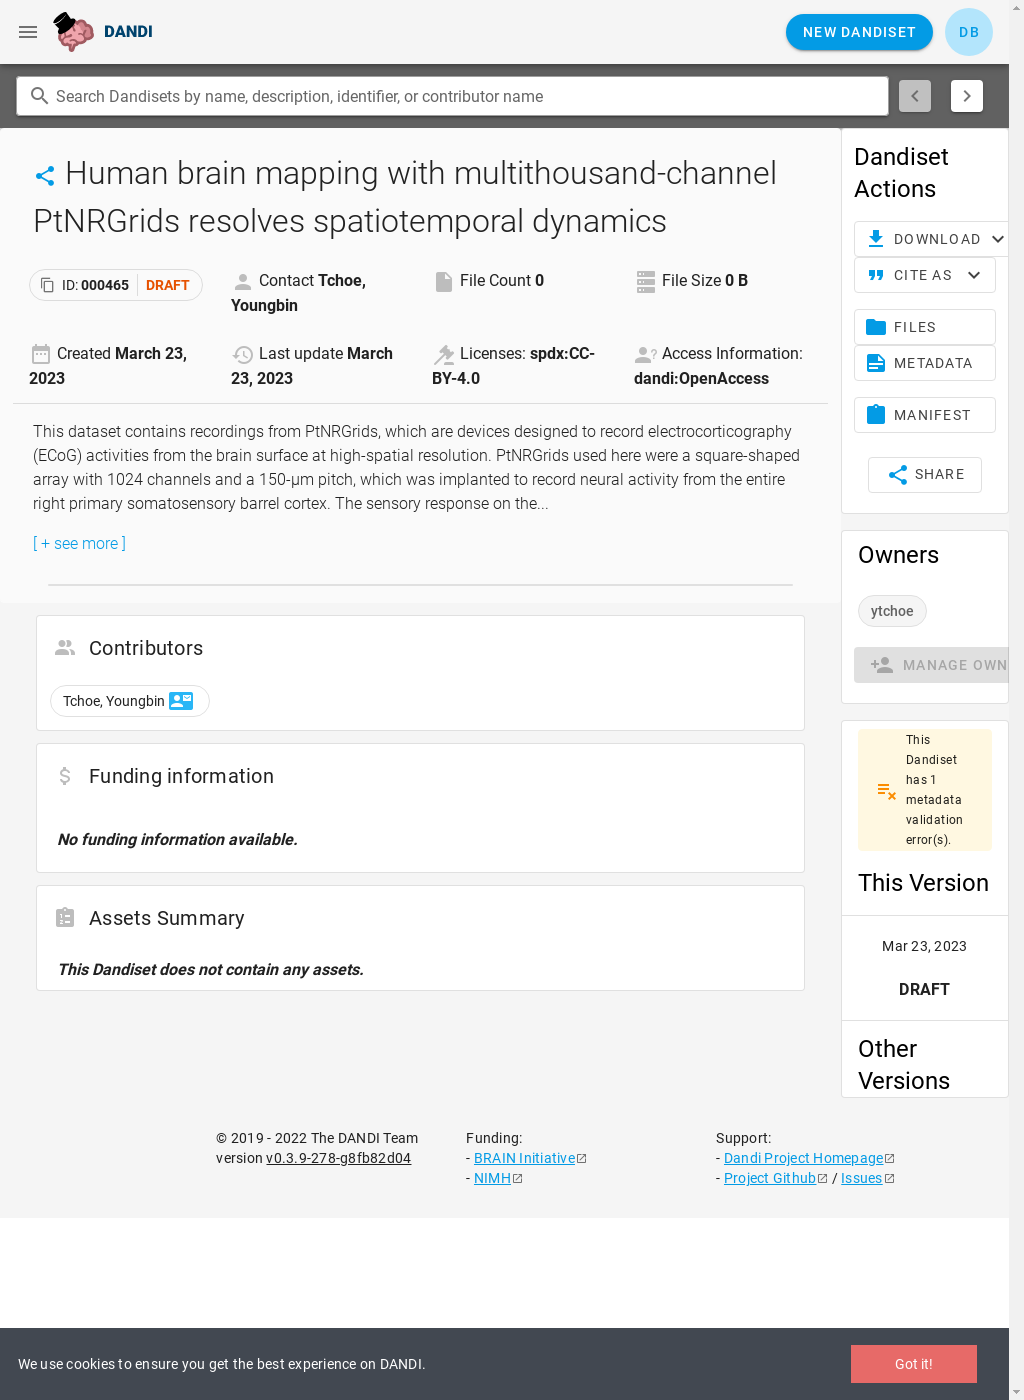 DANDI
NEW DANDISET
DB
Search Dandisets by name, description, identifier, or contributor name
Human brain mapping with multithousand-channel
PtNRGrids resolves spatiotemporal dynamics
ID: 000465 DRAFT
Contact Tchoe,
Youngbin
File Count 0
File Size 0 B
Created March 23,
2023
Last update March
23, 2023
Licenses: spdx:CC-
BY-4.0
Access Information:
dandi:OpenAccess
This dataset contains recordings from PtNRGrids, which are devices designed to record electrocorticography
(ECoG) activities from the brain surface at high-spatial resolution. PtNRGrids used here were a square-shaped
array with 1024 channels and a 150-μm pitch, which was implanted to record neural activity from the entire
right primary somatosensory barrel cortex. The sensory response on the...
[ + see more ]
Contributors
Tchoe, Youngbin
Funding information
No funding information available.
Assets Summary
This Dandiset does not contain any assets.
Dandiset
Actions
DOWNLOAD
CITE AS
FILES
METADATA
MANIFEST
SHARE
Owners
ytchoe
MANAGE OWN
This
Dandiset
has 1
metadata
validation
error(s).
This Version
Mar 23, 2023
DRAFT
Other
Versions
© 2019 - 2022 The DANDI Team
version v0.3.9-278-g8fb82d04
Funding:
- BRAIN Initiative
- NIMH
Support:
- Dandi Project Homepage
- Project Github / Issues
We use cookies to ensure you get the best experience on DANDI.
Got it!